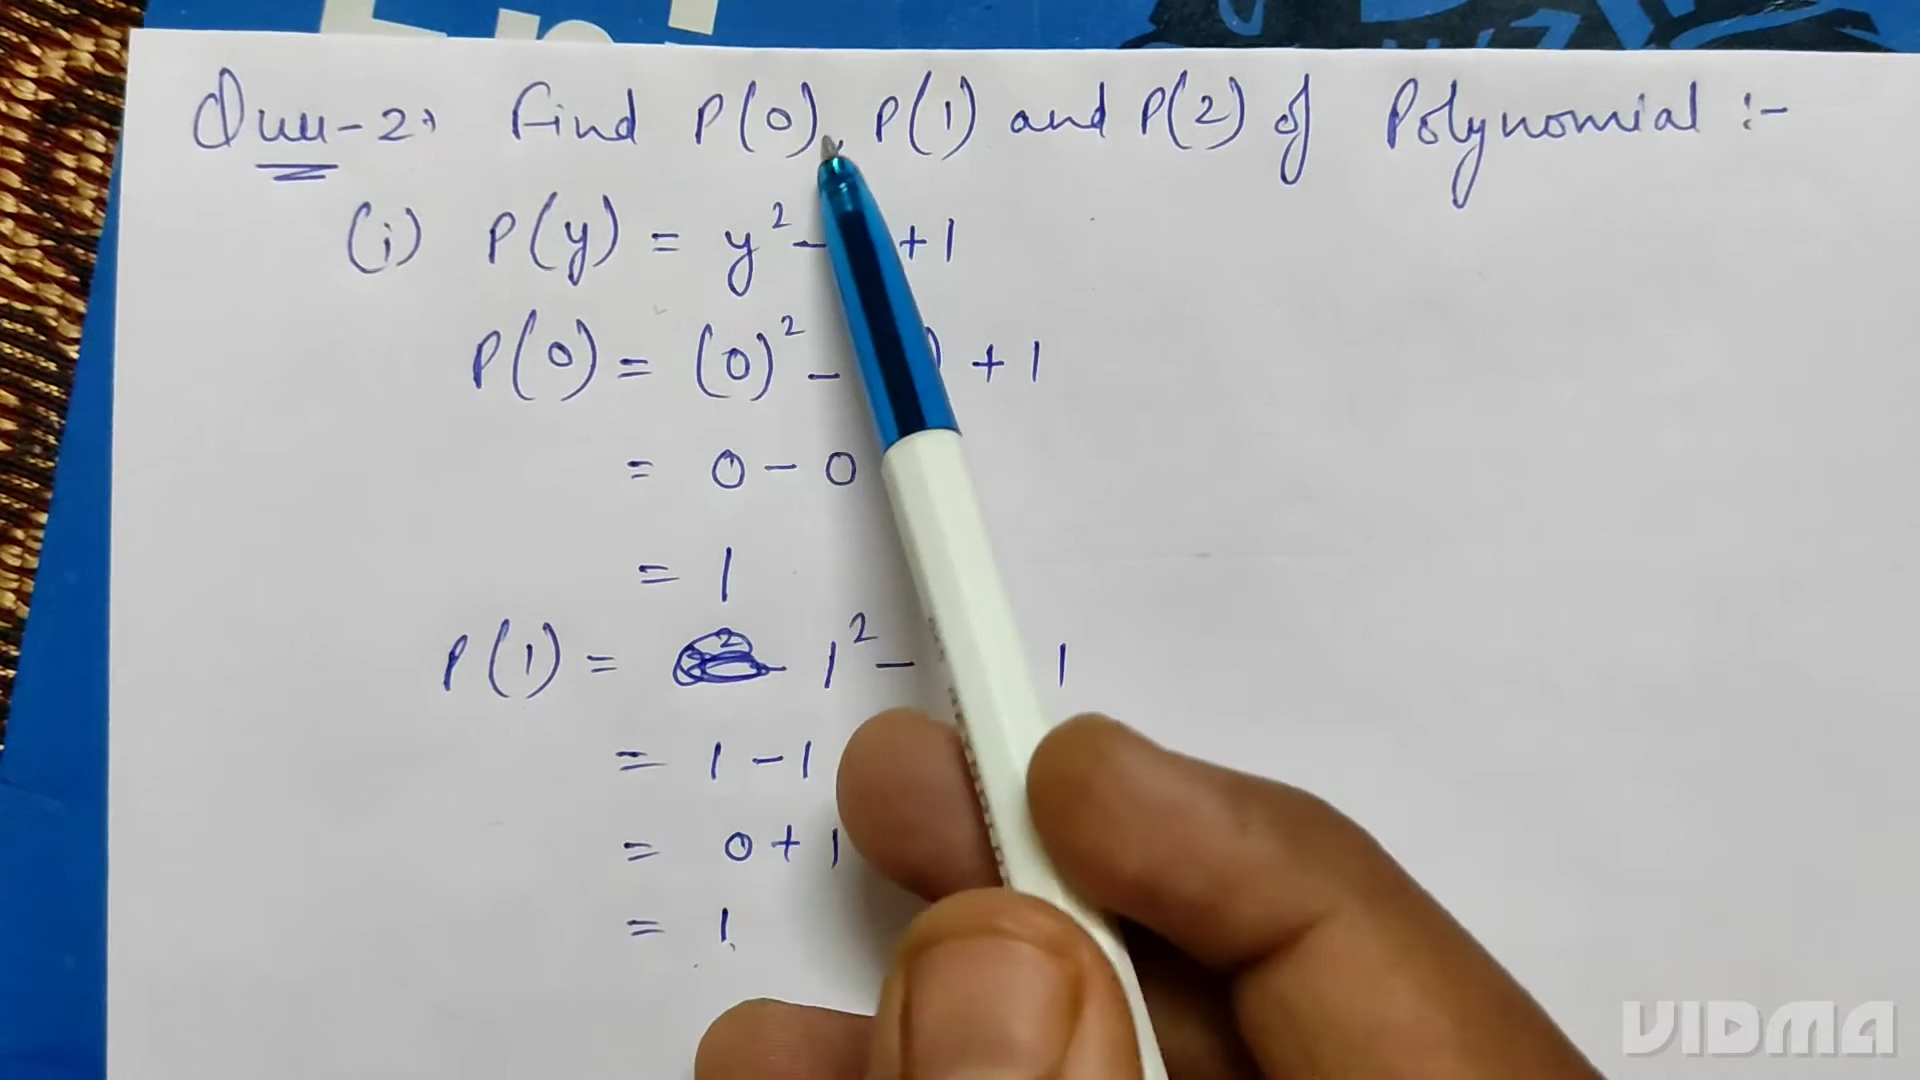 Que-2. Find P(0), P(1) and P(2) of Polynomial :-
(i) P(y) = y² - + 1
P(0) = (0)² - ) + 1
= 0 - 0
= 1
P(1) = 1² - 1
= 1 - 1
= 0 + 1
= 1
VIDMA